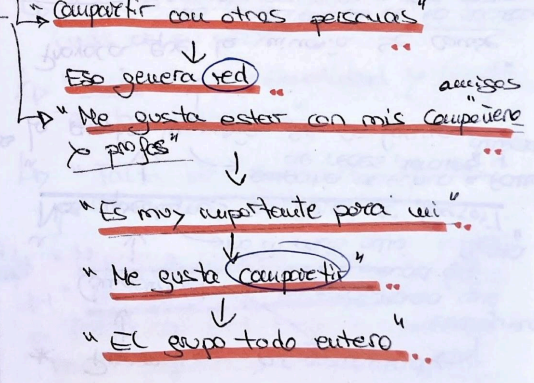 "Compartir con otras personas"
Eso genera red
amigos
"Me gusta estar con mis "compañero
y profes"
"Es muy importante para mi"
"Me gusta compartir"
"El grupo todo entero"